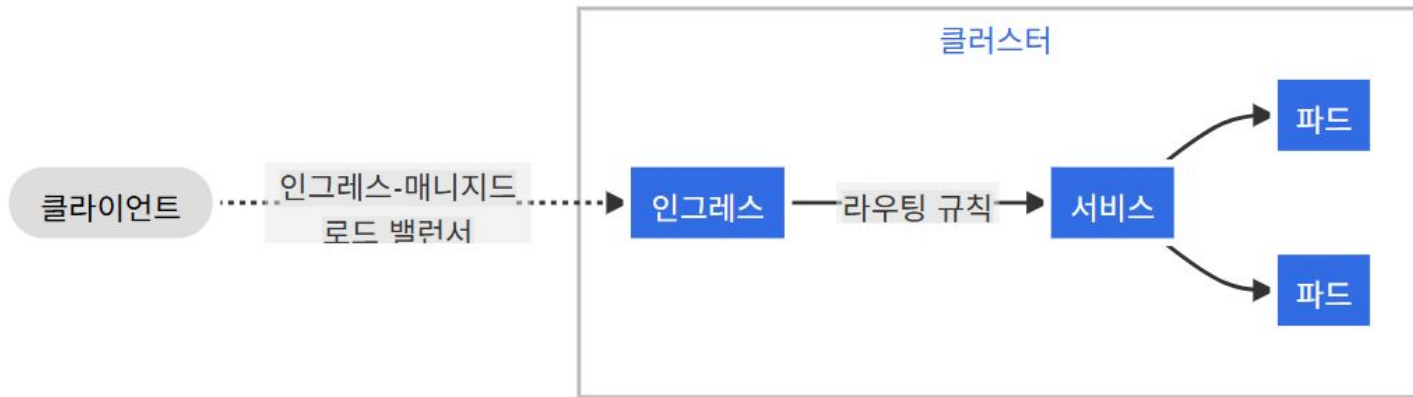 클러스터
파드
클라이언트
인그레스-매니지드
로드 밸런서
인그레스
라우팅 규칙
서비스
파드